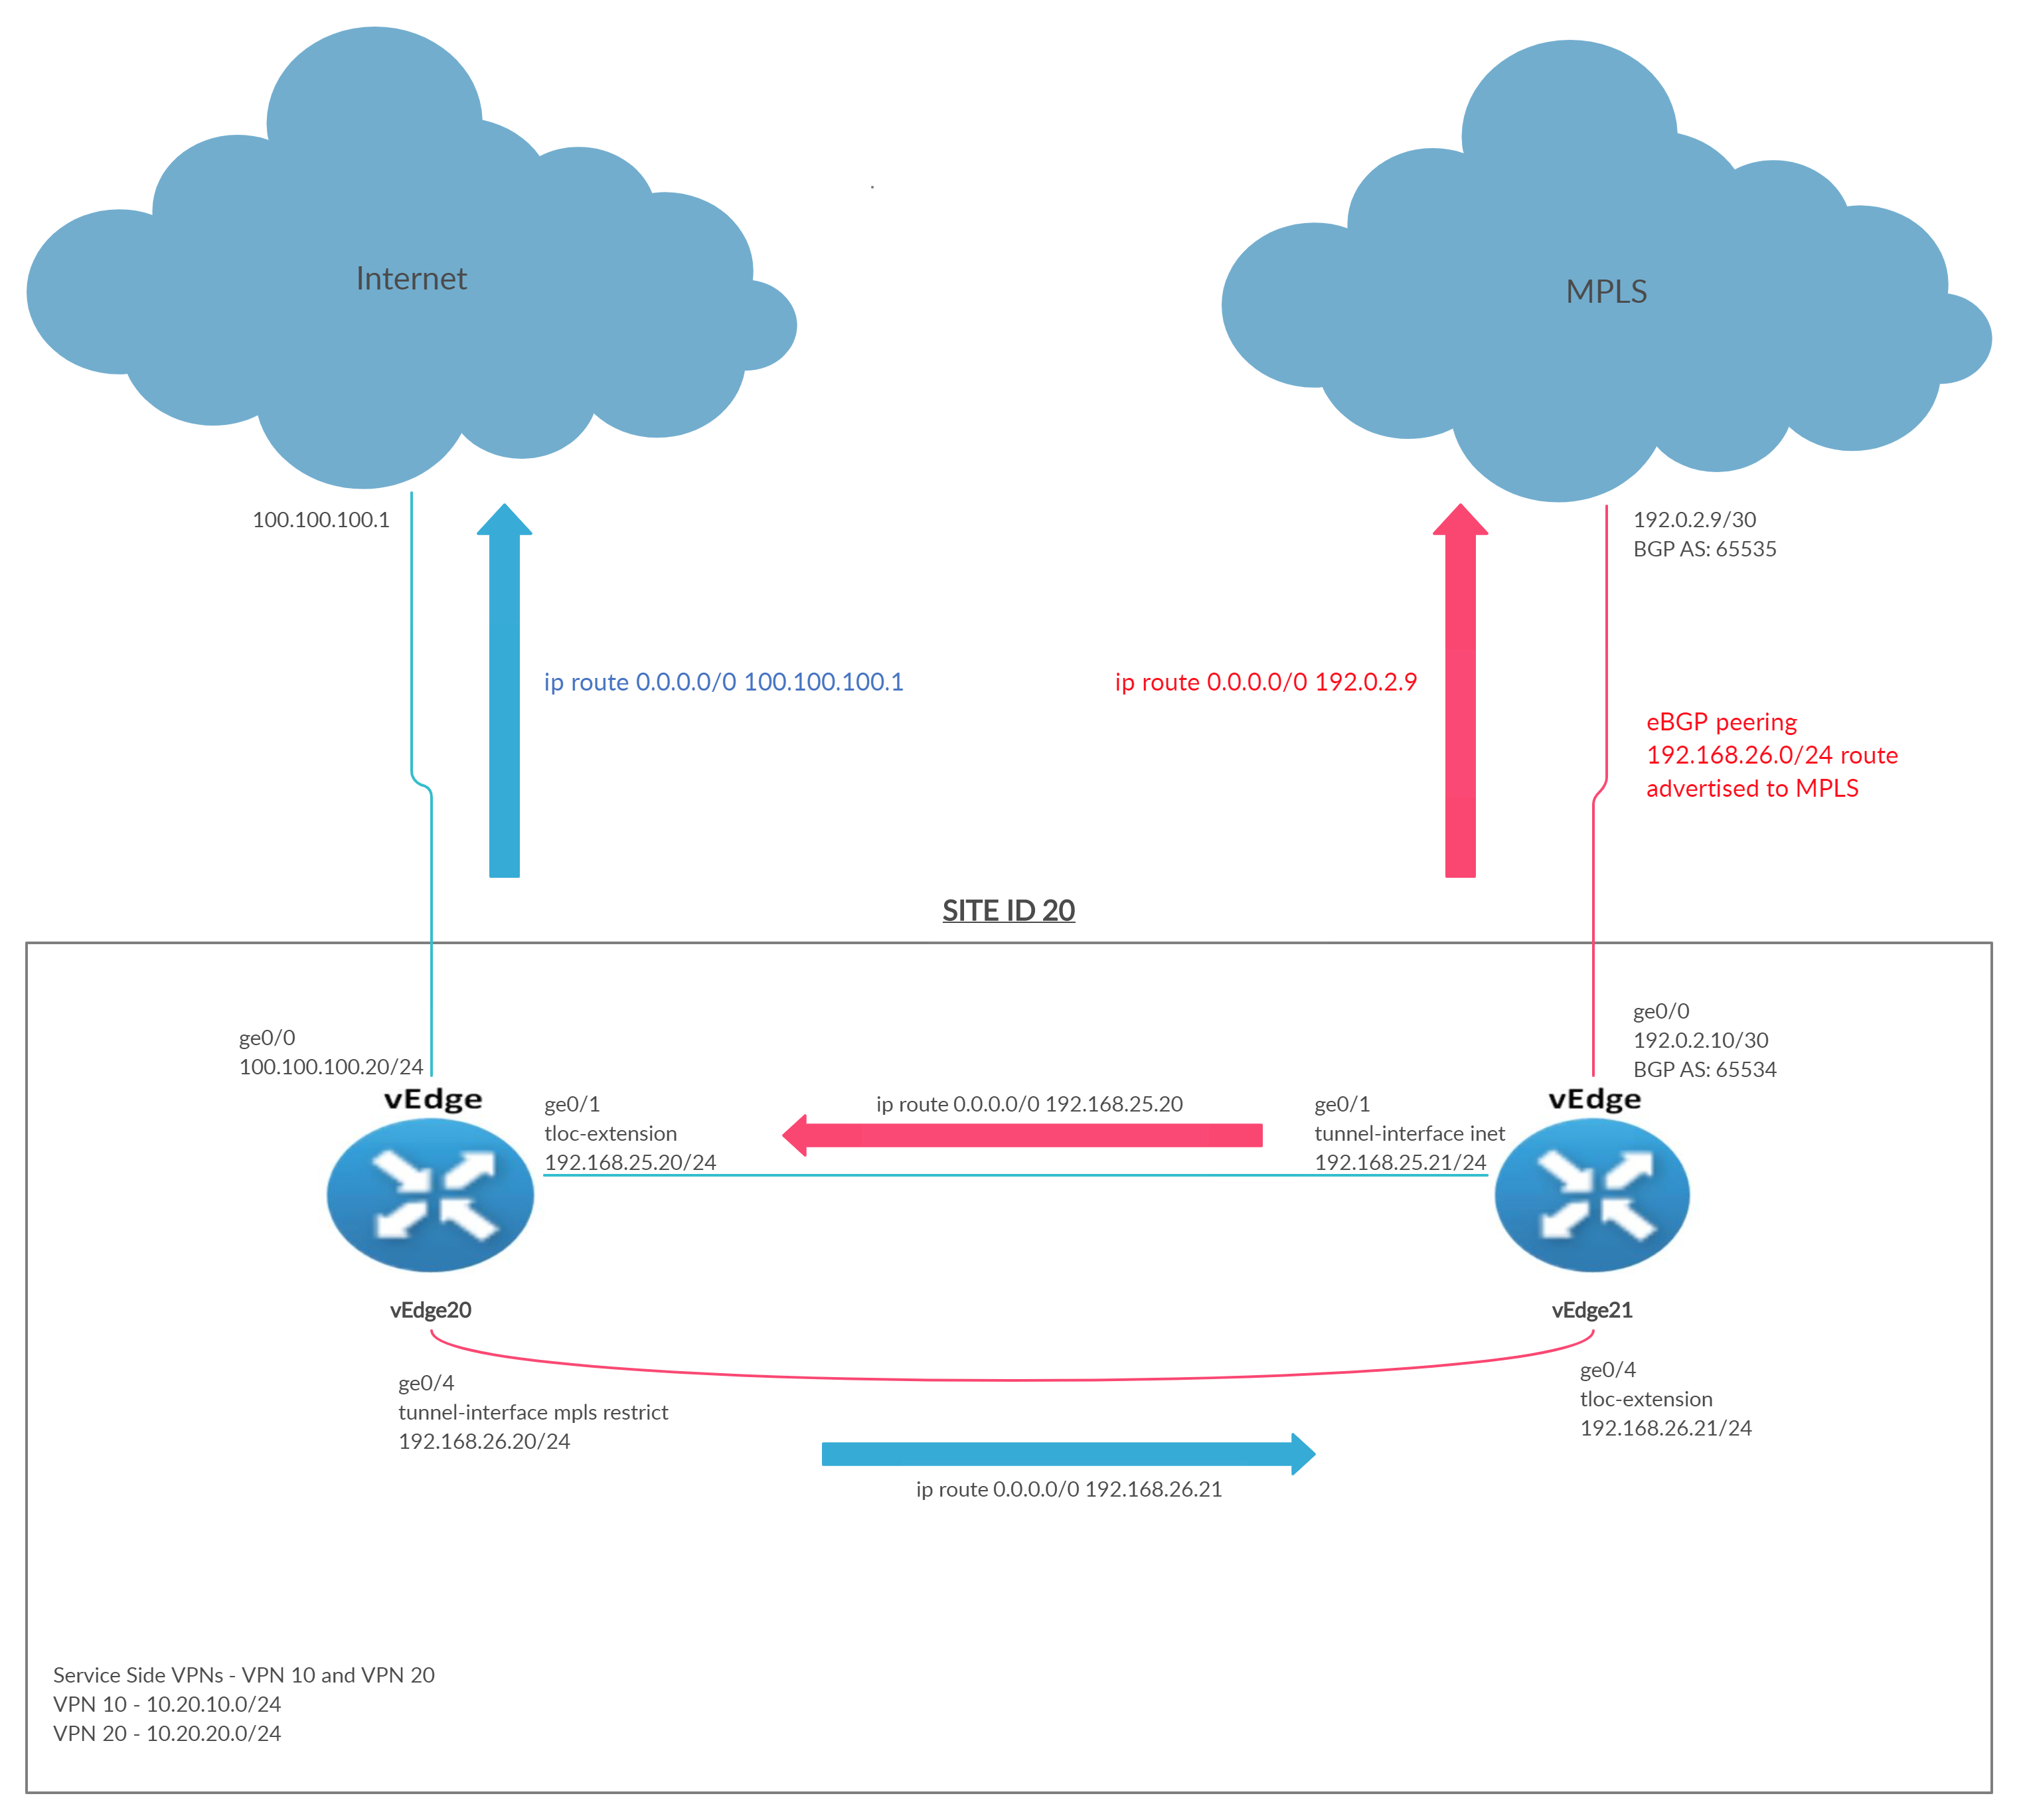 Internet
MPLS
100.100.100.1
192.0.2.9/30
BGP AS: 65535
ip route 0.0.0.0/0 100.100.100.1
ip route 0.0.0.0/0 192.0.2.9
eBGP peering
192.168.26.0/24 route
advertised to MPLS
SITE ID 20
ge0/0
100.100.100.20/24
ge0/0
192.0.2.10/30
BGP AS: 65534
vEdge
vEdge
ge0/1
tloc-extension
192.168.25.20/24
ip route 0.0.0.0/0 192.168.25.20
ge0/1
tunnel-interface inet
192.168.25.21/24
vEdge20
vEdge21
ge0/4
tunnel-interface mpls restrict
192.168.26.20/24
ge0/4
tloc-extension
192.168.26.21/24
ip route 0.0.0.0/0 192.168.26.21
Service Side VPNs - VPN 10 and VPN 20
VPN 10 - 10.20.10.0/24
VPN 20 - 10.20.20.0/24